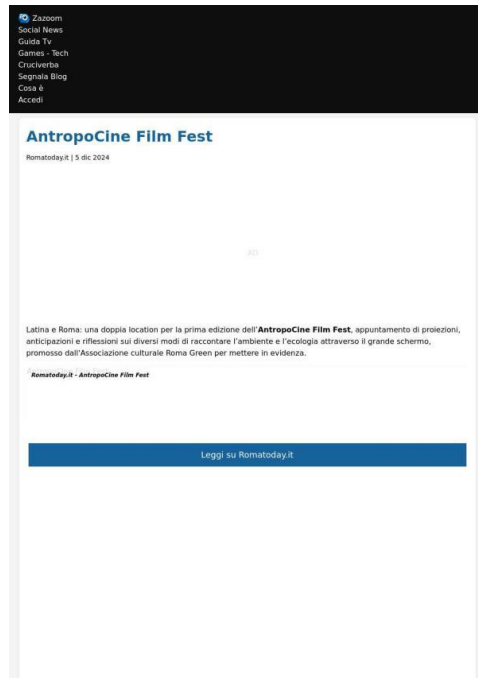 Zazoom
Social News
Guida Tv
Games - Tech
Cruciverba
Segnala Blog
Cosa è
Accedi
AntropoCine Film Fest
Romatoday.it | 5 dic 2024
AD
Latina e Roma: una doppia location per la prima edizione dell'AntropoCine Film Fest, appuntamento di proiezioni,
anticipazioni e riflessioni sui diversi modi di raccontare l'ambiente e l'ecologia attraverso il grande schermo,
promosso dall'Associazione culturale Roma Green per mettere in evidenza.
Romatoday.it - AntropoCine Film Fest
Leggi su Romatoday.it